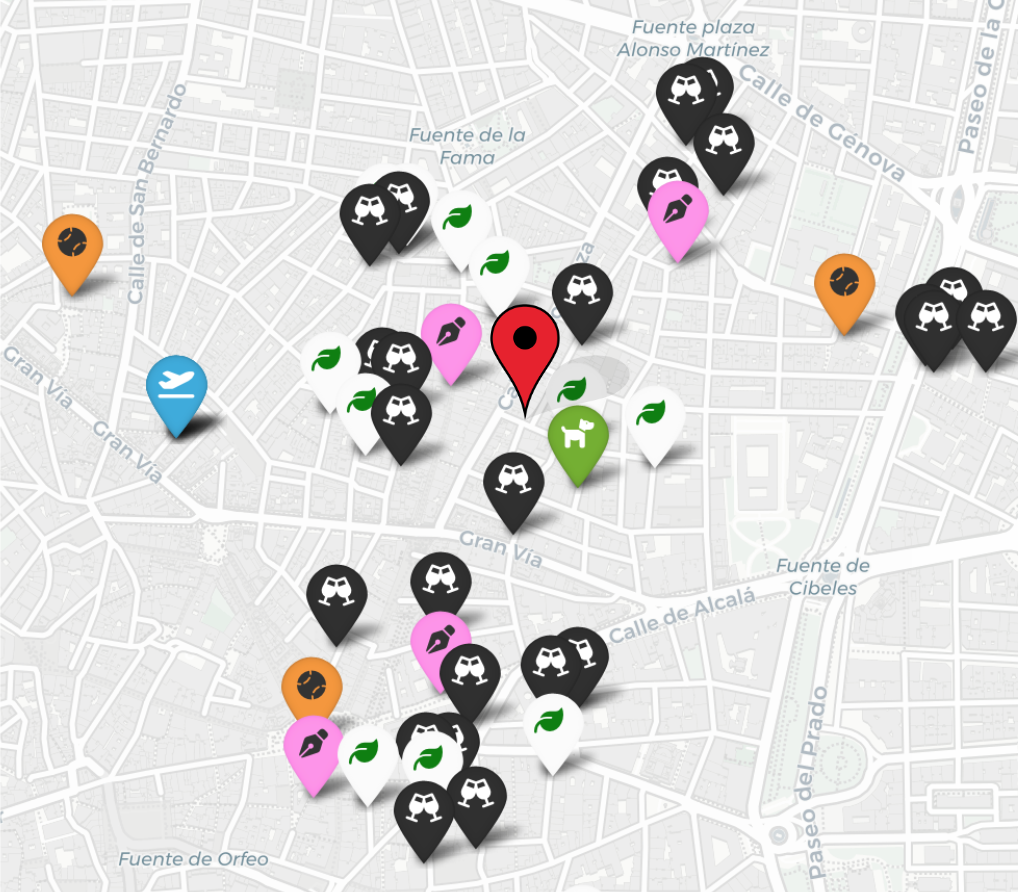 Fuente plaza
Alonso Martínez
Paseo de la C
Calle de Génova
Fuente de la
Fama
Calle de San Bernardo
Gran Vía
Gran Vía
Gran Vía
Fuente de
Cibeles
Calle de Alcalá
Paseo del Prado
Fuente de Orfeo